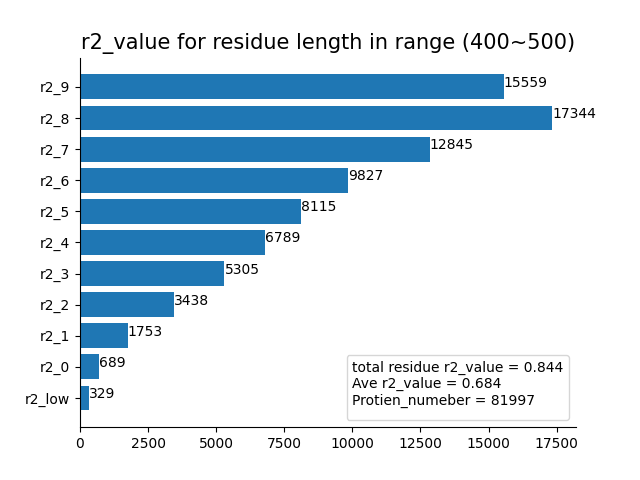 r2_value for residue length in range (400~500)
r2_9 15559
r2_8 17344
r2_7 12845
r2_6 9827
r2_5 8115
r2_4 6789
r2_3 5305
r2_2 3438
r2_1 1753
r2_0 689
r2_low 329
total residue r2_value = 0.844
Ave r2_value = 0.684
Protien_numeber = 81997
0 2500 5000 7500 10000 12500 15000 17500